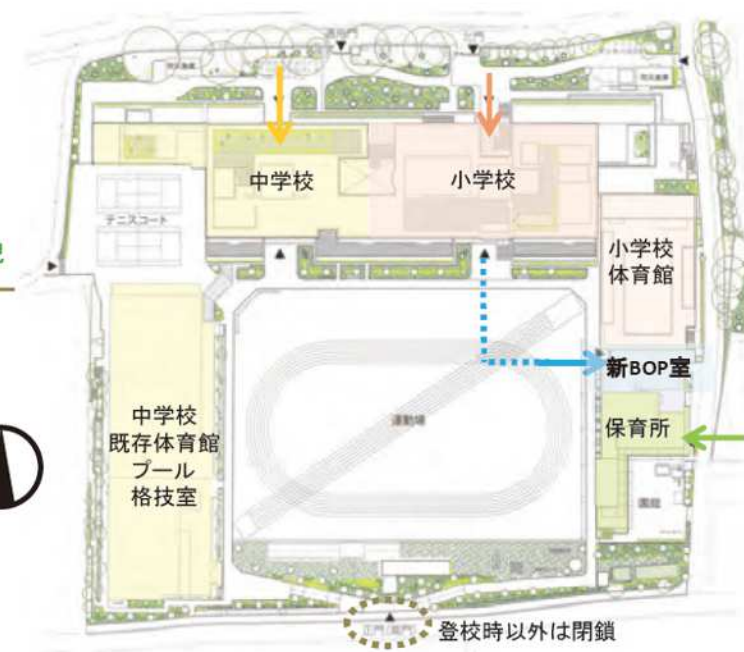 中学校
小学校
テニスコート
小学校
体育館
新BOP室
運動場
保育所
園庭
中学校
既存体育館
プール
格技室
登校時以外は閉鎖